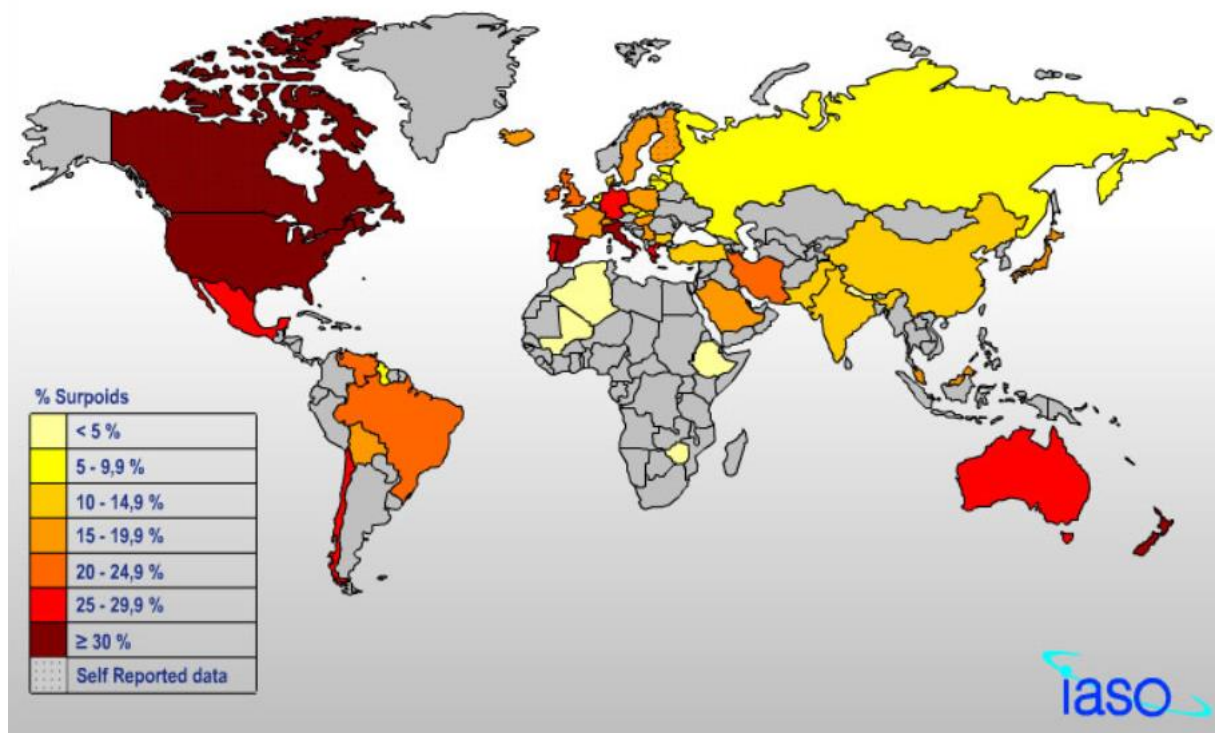 % Surpoids
< 5 %
5 - 9,9 %
10 - 14,9 %
15 - 19,9 %
20 - 24,9 %
25 - 29,9 %
≥ 30 %
Self Reported data
iaso